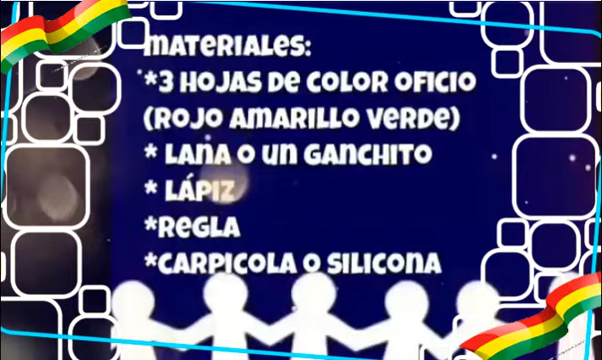 MATERIALES:
*3 HOJAS DE COLOR OFICIO
(ROJO AMARILLO VERDE)
* LANA O UN GANCHITO
* LÁPIZ
*REGLA
*CARPICOLA O SILICONA